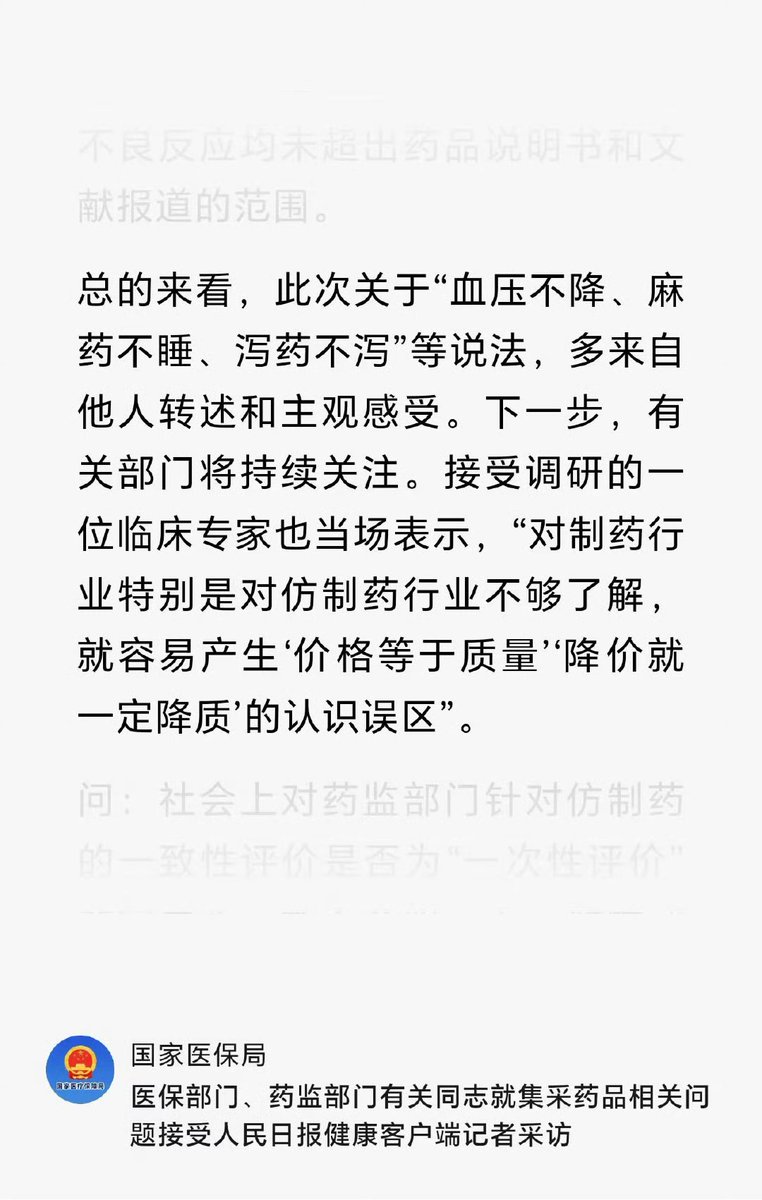 不良反应均未超出药品说明书和文
献报道的范围。
总的来看，此次关于“血压不降、麻
药不睡、泻药不泻”等说法，多来自
他人转述和主观感受。下一步，有
关部门将持续关注。接受调研的一
位临床专家也当场表示，“对制药行
业特别是对仿制药行业不够了解，
就容易产生‘价格等于质量’‘降价就
一定降质’的认识误区”。
问：社会上对药监部门针对仿制药
的一致性评价是否为“一次性评价”
国家医疗保障局
国家医保局
医保部门、药监部门有关同志就集采药品相关问
题接受人民日报健康客户端记者采访